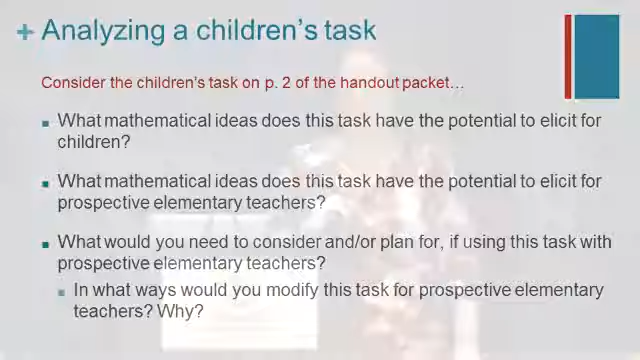 + Analyzing a children's task
Consider the children's task on p. 2 of the handout packet…
What mathematical ideas does this task have the potential to elicit for
children?
What mathematical ideas does this task have the potential to elicit for
prospective elementary teachers?
What would you need to consider and/or plan for, if using this task with
prospective elementary teachers?
In what ways would you modify this task for prospective elementary
teachers? Why?